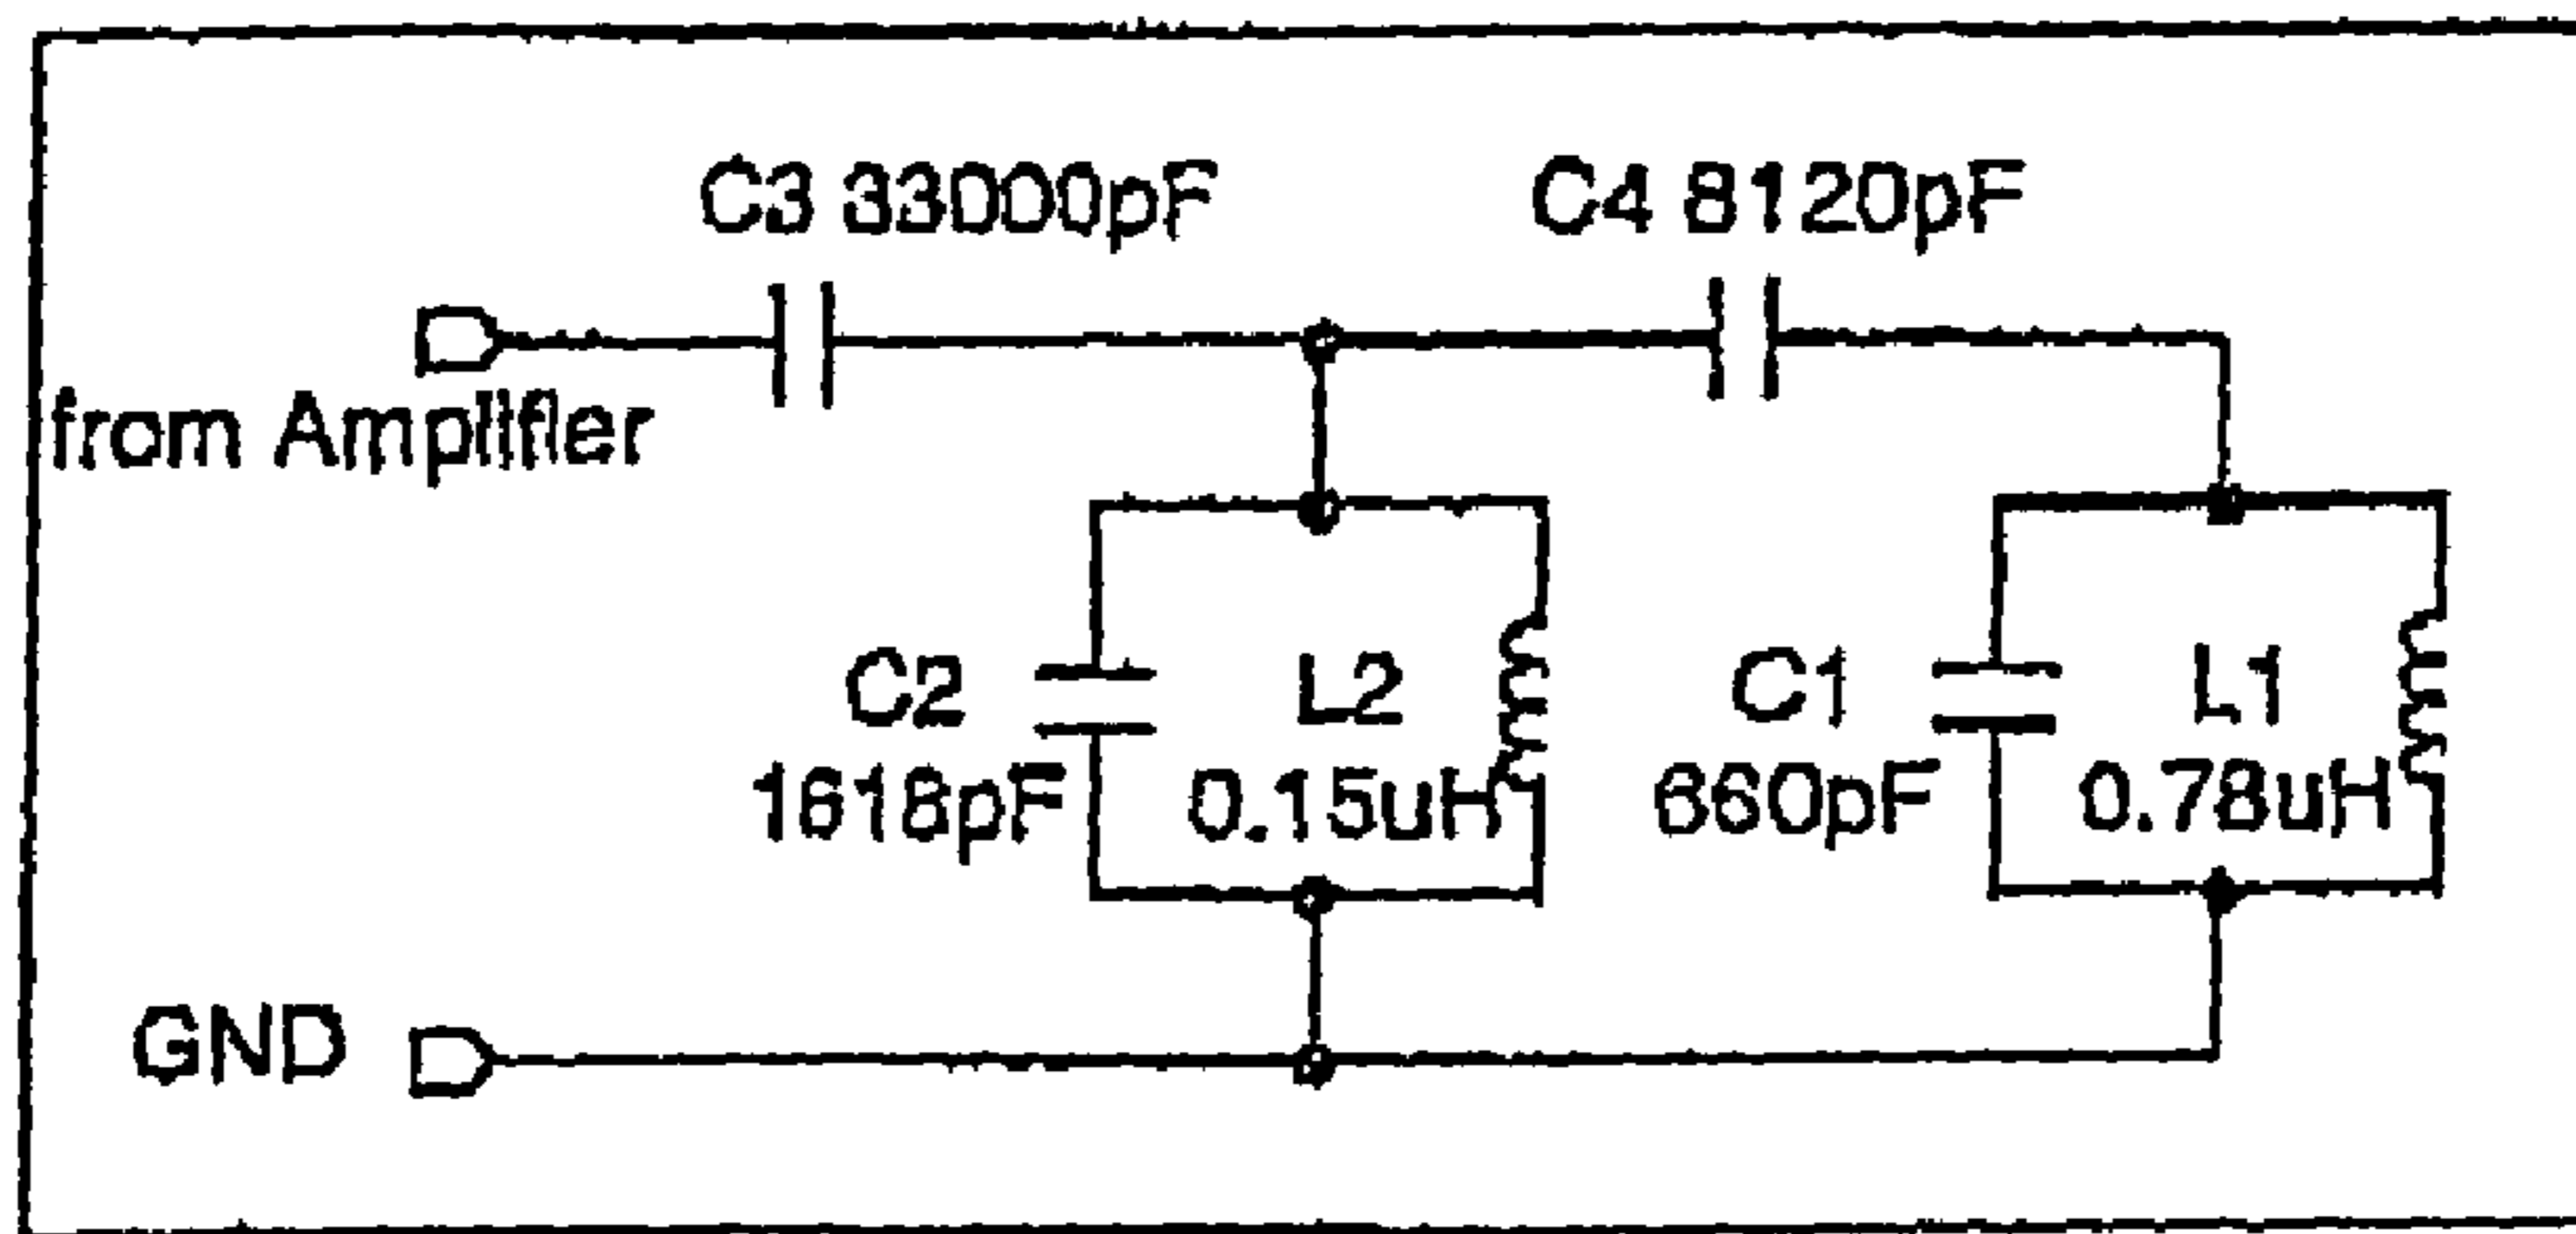 C3 33000pF
C4 8120pF
from Amplifier
C2
1618pF
L2
0.15uH
C1
660pF
L1
0.78uH
GND